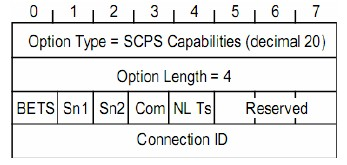 0 1 2 3 4 5 6 7
Option Type = SCPS Capabilities (decimal 20)
Option Length = 4
BETS Sn1 Sn2 Com NL Ts Reserved
Connection ID